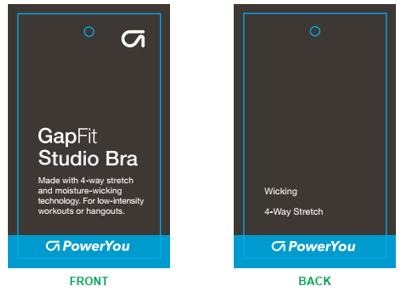 GapFit
Studio Bra
Made with 4-way stretch
and moisture-wicking
technology. For low-intensity
workouts or hangouts.
PowerYou
FRONT
Wicking
4-Way Stretch
PowerYou
BACK